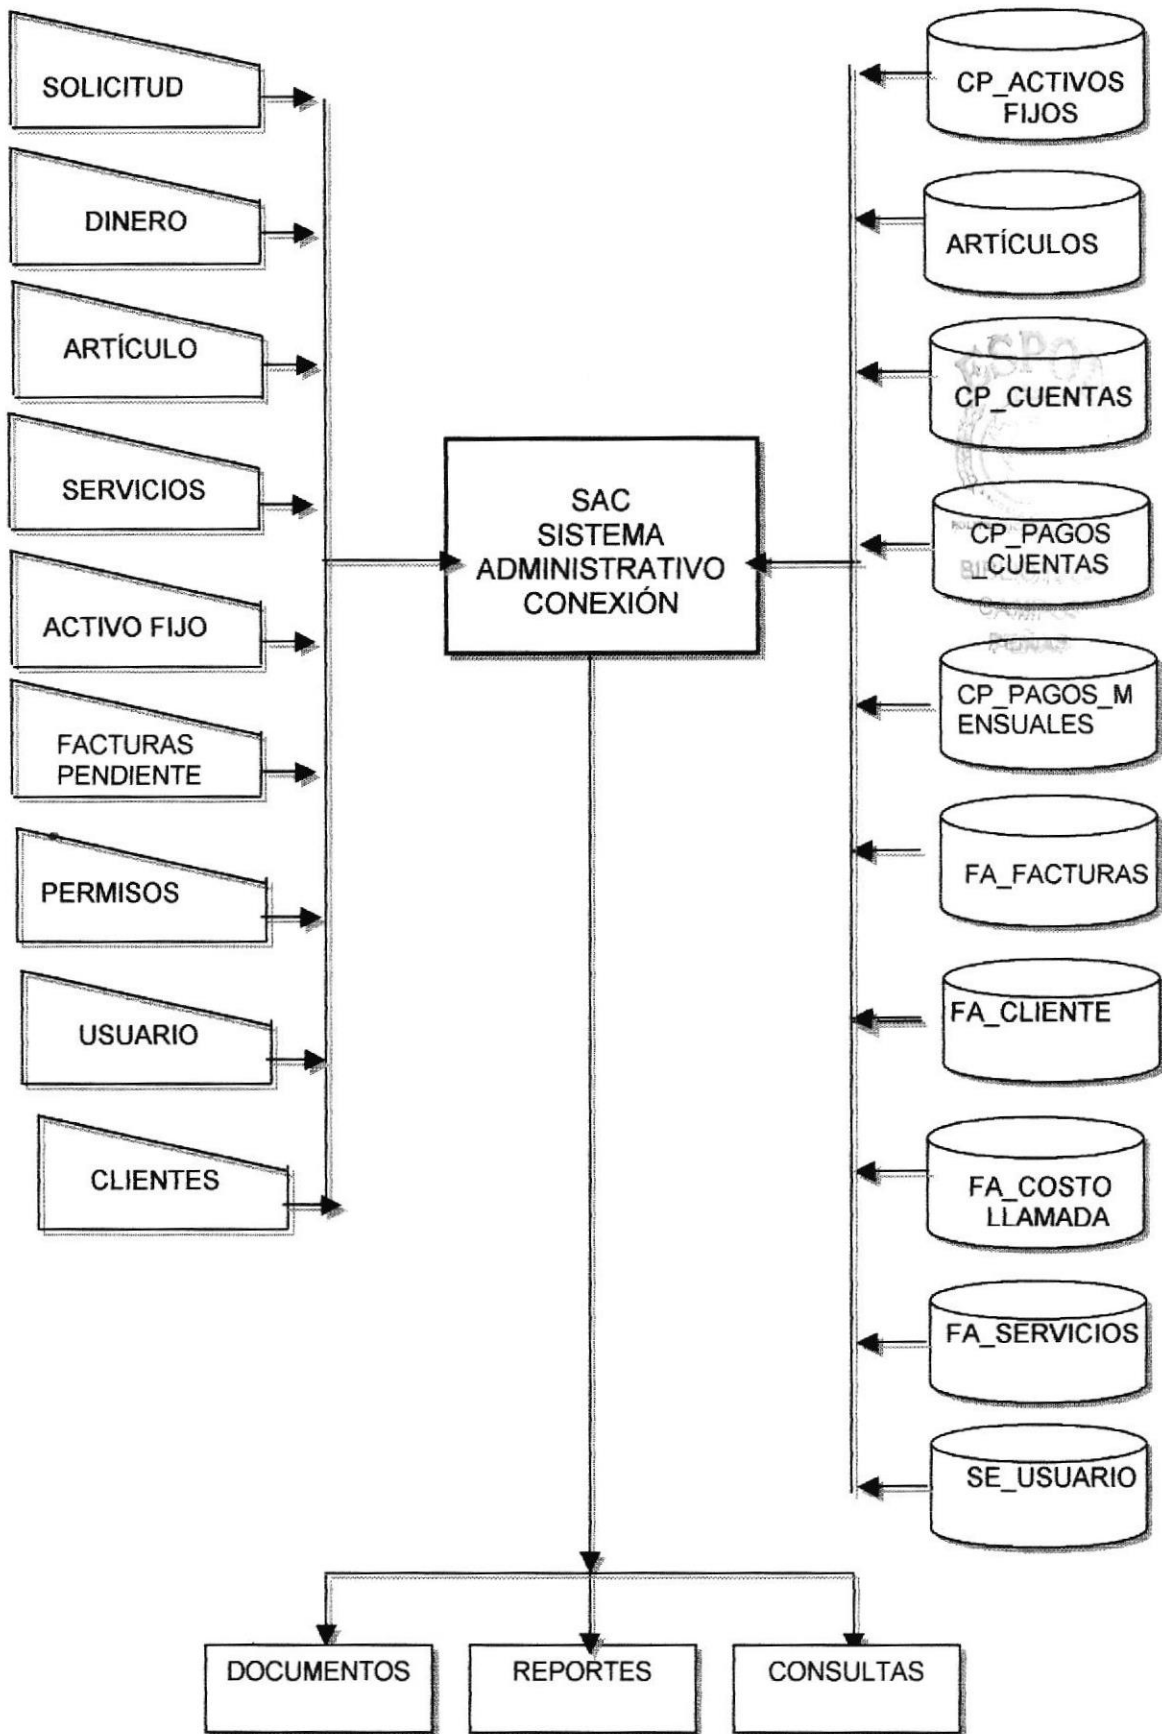 SOLICITUD
DINERO
ARTÍCULO
SERVICIOS
ACTIVO FIJO
FACTURAS
PENDIENTE
PERMISOS
USUARIO
CLIENTES
SAC
SISTEMA
ADMINISTRATIVO
CONEXIÓN
CP_ACTIVOS
FIJOS
ARTÍCULOS
CP_CUENTAS
CP_PAGOS
_CUENTAS
CP_PAGOS_M
ENSUALES
FA_FACTURAS
FA_CLIENTE
FA_COSTO
LLAMADA
FA_SERVICIOS
SE_USUARIO
DOCUMENTOS
REPORTES
CONSULTAS